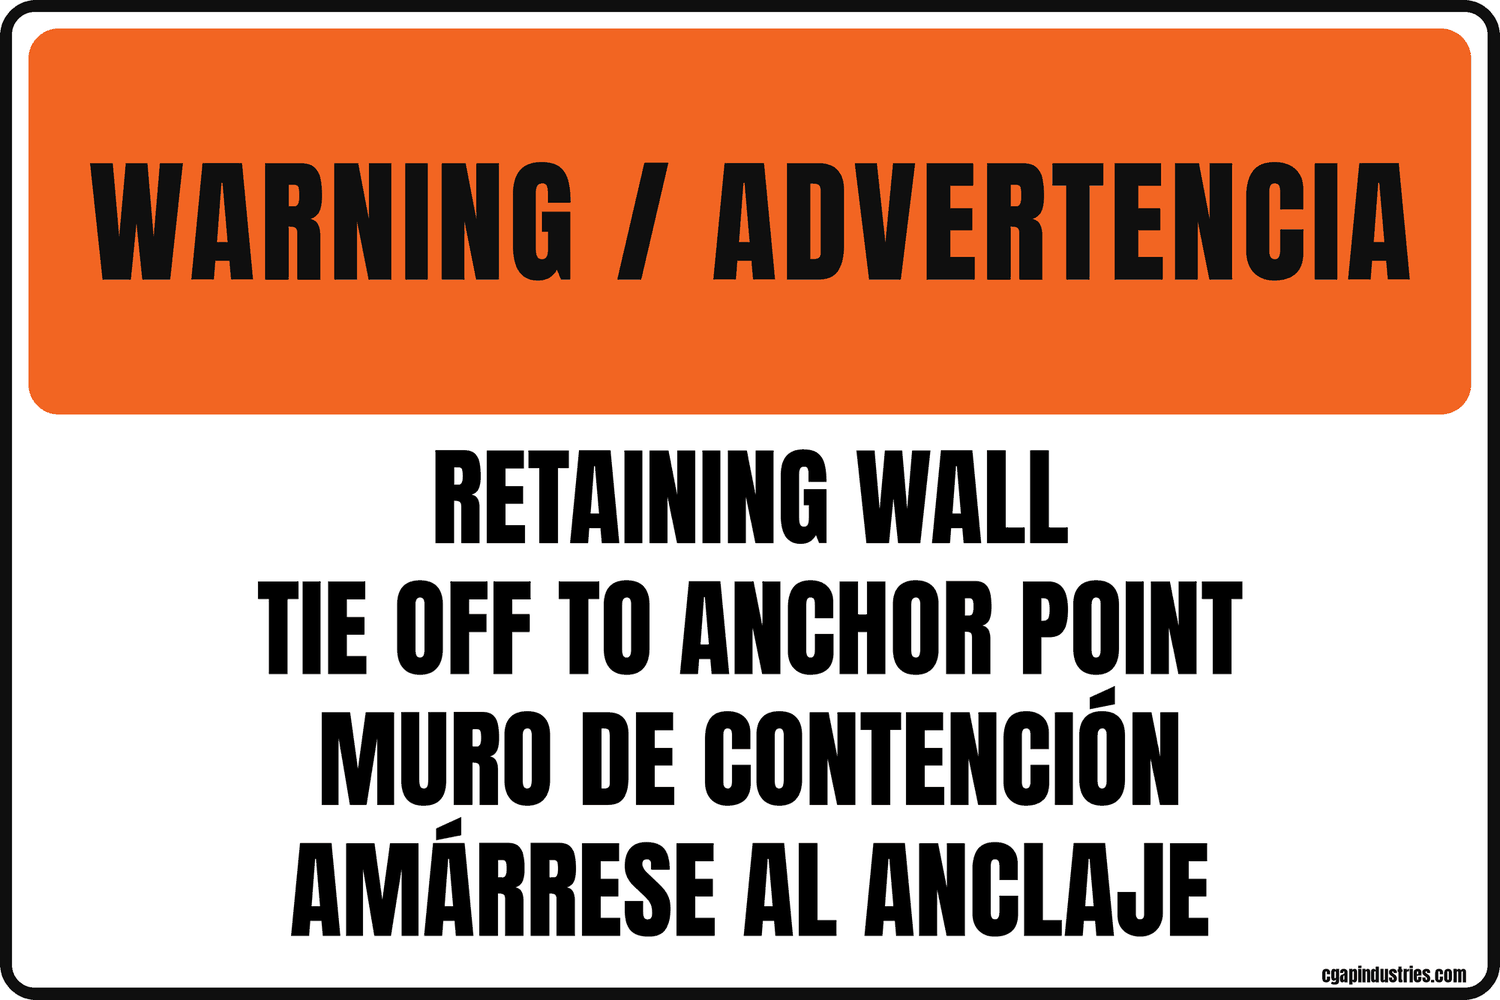 WARNING / ADVERTENCIA
RETAINING WALL
TIE OFF TO ANCHOR POINT
MURO DE CONTENCIÓN
AMÁRRESE AL ANCLAJE
cgapindustries.com